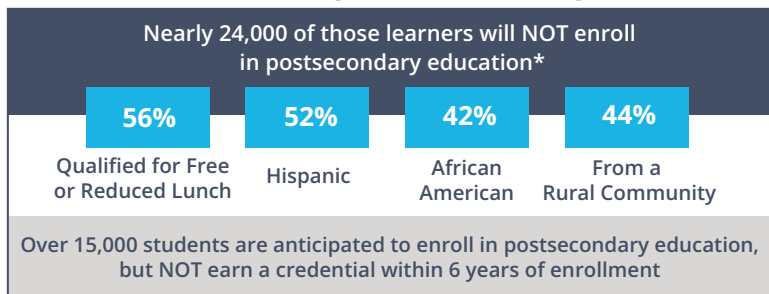 Nearly 24,000 of those learners will NOT enroll
in postsecondary education*
56% 52% 42% 44%
Qualified for Free
or Reduced Lunch
Hispanic
African
American
From a
Rural Community
Over 15,000 students are anticipated to enroll in postsecondary education,
but NOT earn a credential within 6 years of enrollment